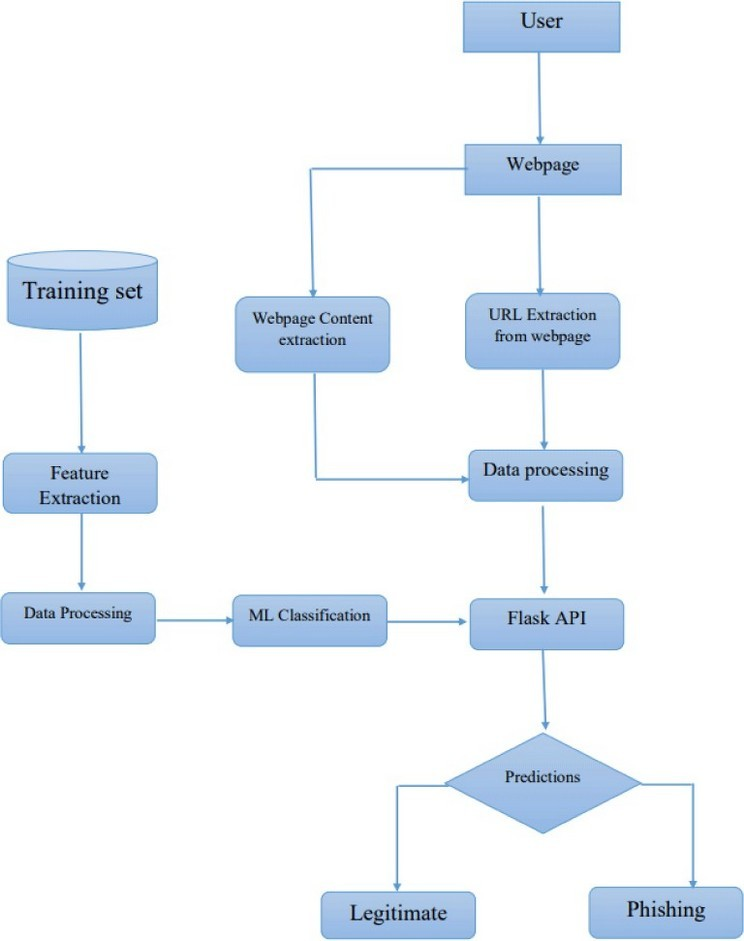 User
Webpage
Training set
Webpage Content
extraction
URL Extraction
from webpage
Feature
Extraction
Data processing
Data Processing
ML Classification
Flask API
Predictions
Legitimate
Phishing